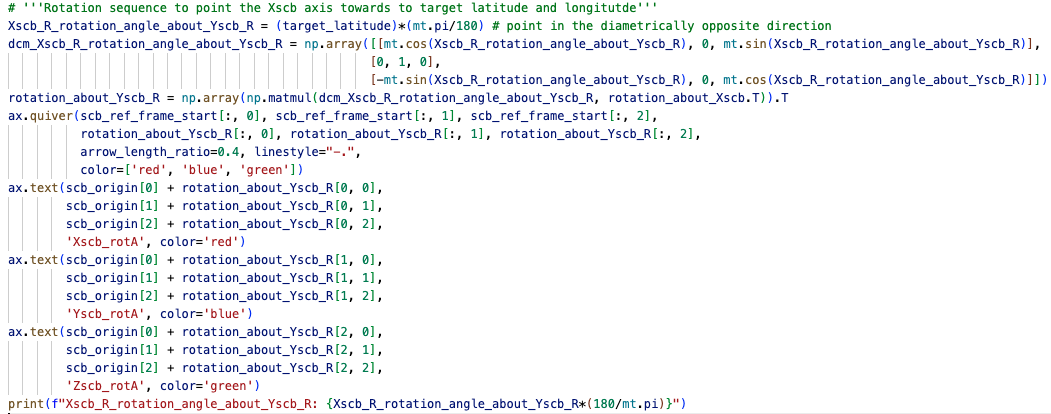 # '''Rotation sequence to point the Xscb axis towards to target latitude and longitutde'''
Xscb_R_rotation_angle_about_Yscb_R = (target_latitude)*(mt.pi/180) # point in the diametrically opposite direction
dcm_Xscb_R_rotation_angle_about_Yscb_R = np.array([[mt.cos(Xscb_R_rotation_angle_about_Yscb_R), 0, mt.sin(Xscb_R_rotation_angle_about_Yscb_R)],
[0, 1, 0],
[-mt.sin(Xscb_R_rotation_angle_about_Yscb_R), 0, mt.cos(Xscb_R_rotation_angle_about_Yscb_R)]])
rotation_about_Yscb_R = np.array(np.matmul(dcm_Xscb_R_rotation_angle_about_Yscb_R, rotation_about_Xscb.T)).T
ax.quiver(scb_ref_frame_start[:, 0], scb_ref_frame_start[:, 1], scb_ref_frame_start[:, 2],
rotation_about_Yscb_R[:, 0], rotation_about_Yscb_R[:, 1], rotation_about_Yscb_R[:, 2],
arrow_length_ratio=0.4, linestyle="-.",
color=['red', 'blue', 'green'])
ax.text(scb_origin[0] + rotation_about_Yscb_R[0, 0],
scb_origin[1] + rotation_about_Yscb_R[0, 1],
scb_origin[2] + rotation_about_Yscb_R[0, 2],
'Xscb_rotA', color='red')
ax.text(scb_origin[0] + rotation_about_Yscb_R[1, 0],
scb_origin[1] + rotation_about_Yscb_R[1, 1],
scb_origin[2] + rotation_about_Yscb_R[1, 2],
'Yscb_rotA', color='blue')
ax.text(scb_origin[0] + rotation_about_Yscb_R[2, 0],
scb_origin[1] + rotation_about_Yscb_R[2, 1],
scb_origin[2] + rotation_about_Yscb_R[2, 2],
'Zscb_rotA', color='green')
print(f"Xscb_R_rotation_angle_about_Yscb_R: {Xscb_R_rotation_angle_about_Yscb_R*(180/mt.pi)}")